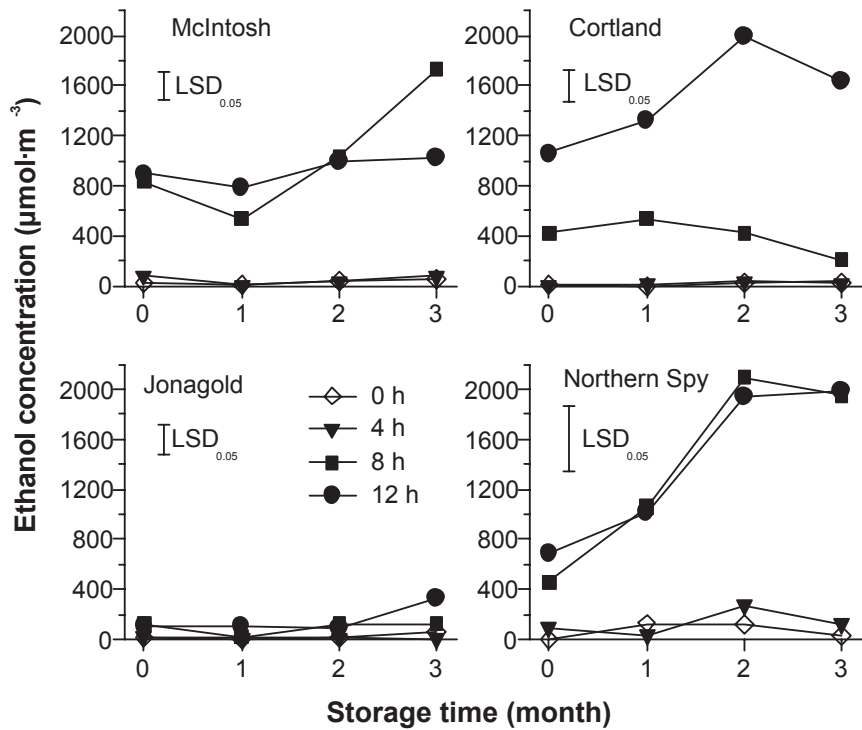 Ethanol concentration (µmol·m⁻³)
McIntosh
2000
1600
1200
800
400
0
LSD0.05
0 1 2 3
Cortland
2000
1600
1200
800
400
0
LSD0.05
0 1 2 3
Jonagold
2000
1600
1200
800
400
0
LSD0.05
0 h
4 h
8 h
12 h
0 1 2 3
Northern Spy
2000
1600
1200
800
400
0
LSD0.05
0 1 2 3
Storage time (month)